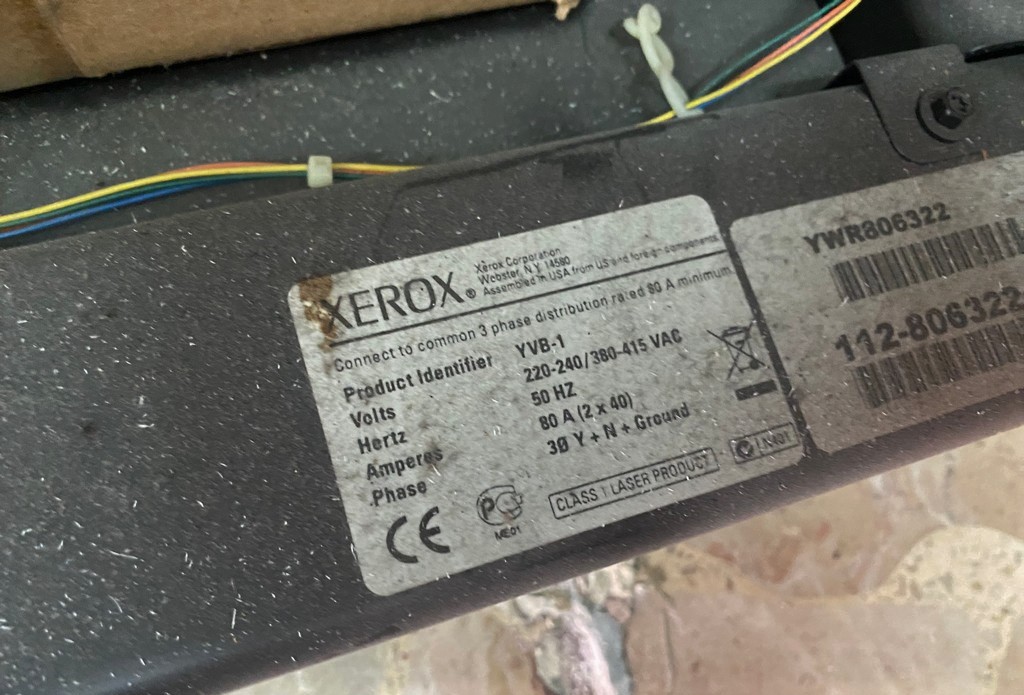 XEROX®
Xerox Corporation
Webster, N.Y. 14580
Assembled in USA from US and foreign components.
Connect to common 3 phase distribution rated 80 A minimum
Product Identifier YVB-1
Volts 220-240/380-415 VAC
Hertz 50 HZ
Amperes 80 A (2 x 40)
Phase 3Ø Y + N + Ground
CE
PC
ME01
CLASS 1 LASER PRODUCT
YWR806322
112-806322